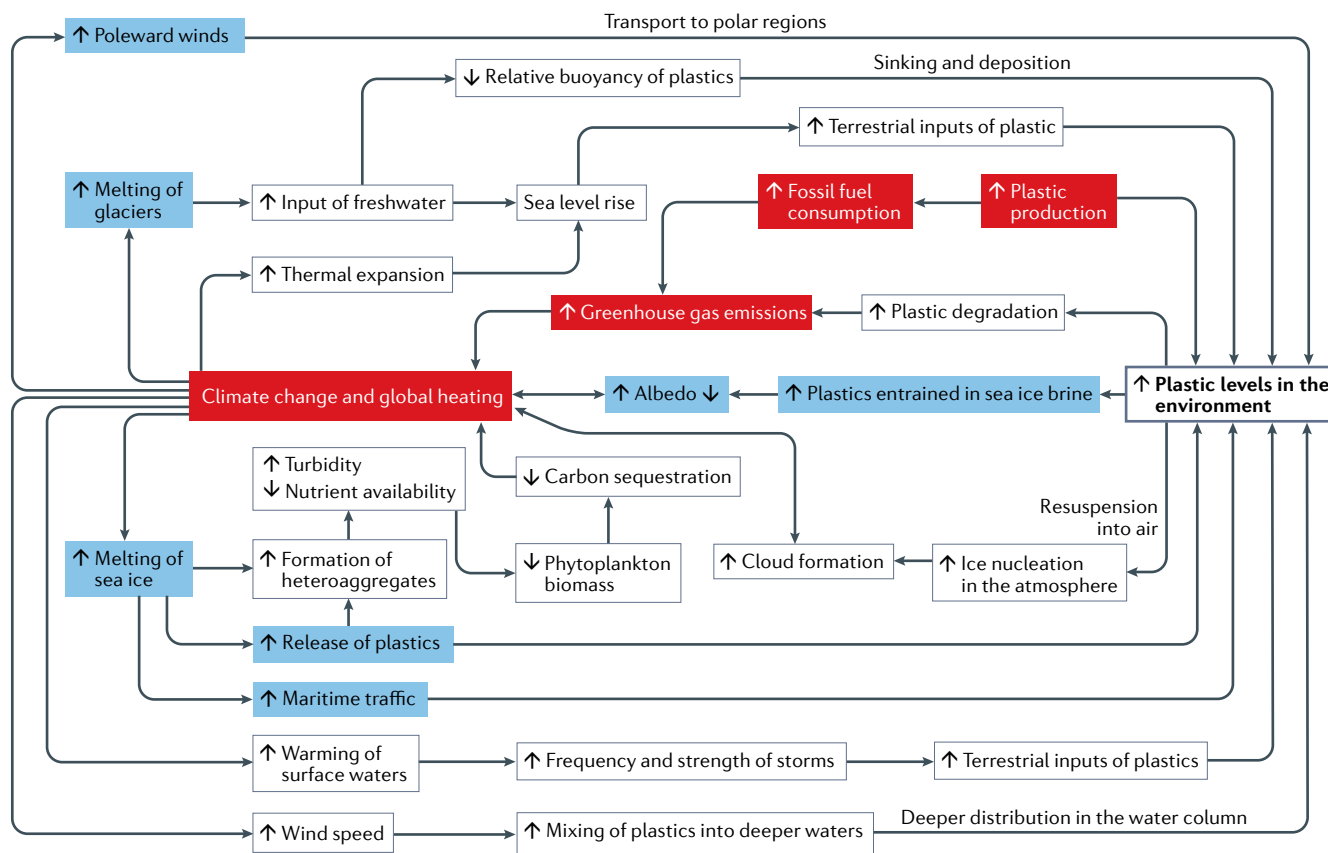 ↑ Poleward winds
Transport to polar regions
↓ Relative buoyancy of plastics
Sinking and deposition
↑ Terrestrial inputs of plastic
↑ Melting of
glaciers
↑ Input of freshwater
Sea level rise
↑ Fossil fuel
consumption
↑ Plastic
production
↑ Thermal expansion
↑ Greenhouse gas emissions
↑ Plastic degradation
Climate change and global heating
↑ Albedo ↓
↑ Plastics entrained in sea ice brine
↑ Plastic levels in the
environment
↑ Turbidity
↓ Nutrient availability
↓ Carbon sequestration
Resuspension
into air
↑ Melting of
sea ice
↑ Formation of
heteroaggregates
↓ Phytoplankton
biomass
↑ Cloud formation
↑ Ice nucleation
in the atmosphere
↑ Release of plastics
↑ Maritime traffic
↑ Warming of
surface waters
↑ Frequency and strength of storms
↑ Terrestrial inputs of plastics
↑ Wind speed
↑ Mixing of plastics into deeper waters
Deeper distribution in the water column